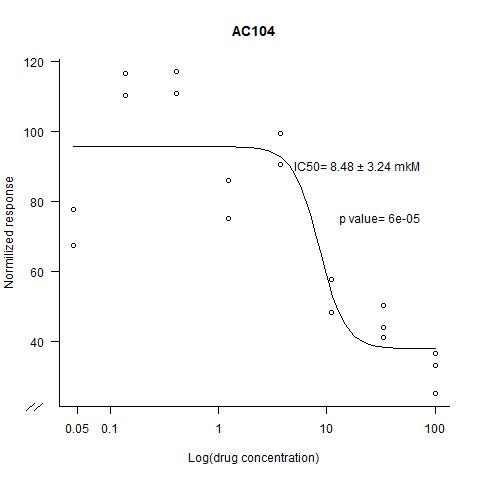 AC104
120
100
80
60
40
Normilized response
IC50= 8.48 ± 3.24 mkM
p value= 6e-05
0.05 0.1 1 10 100
Log(drug concentration)